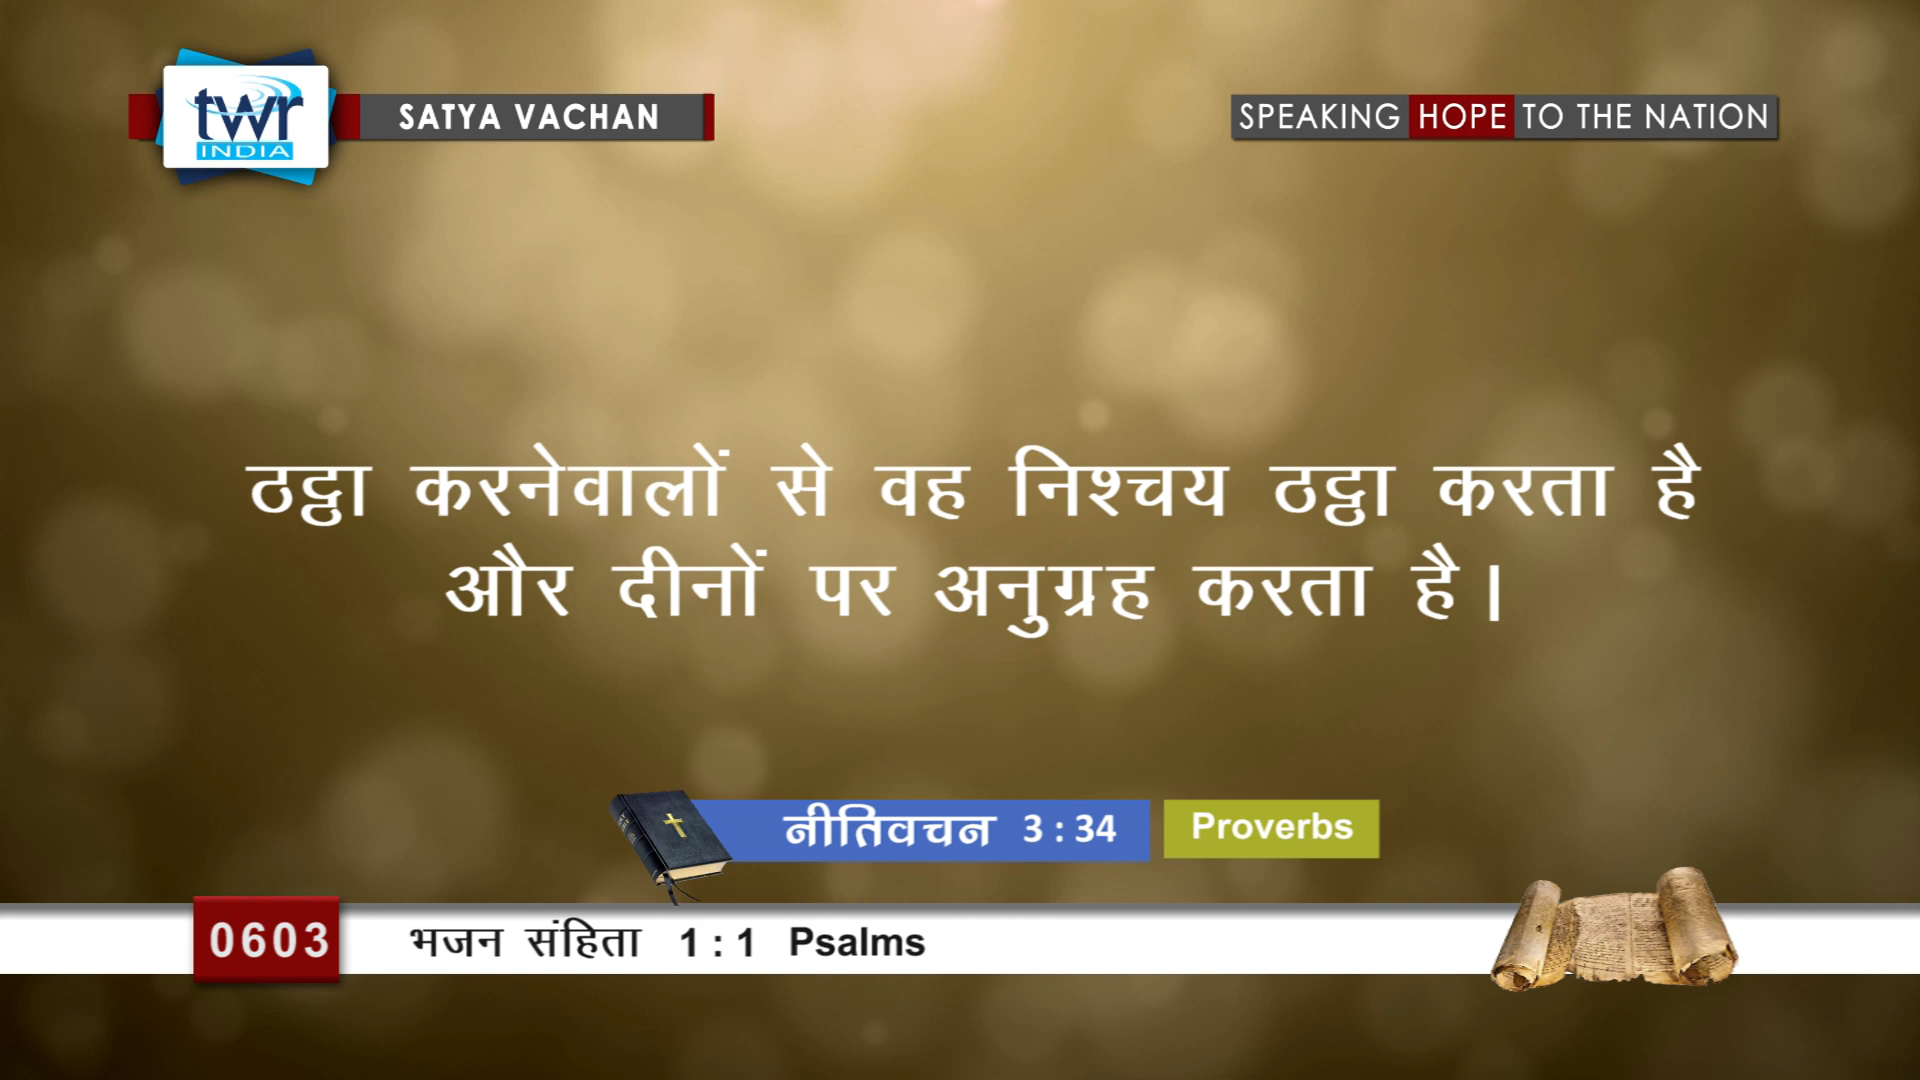 twr
INDIA
SATYA VACHAN
SPEAKING HOPE TO THE NATION
ठट्ठा करनेवालों से वह निश्चय ठट्ठा करता है
और दीनों पर अनुग्रह करता है।
नीतिवचन 3 : 34 Proverbs
0603 भजन संहिता 1 : 1 Psalms